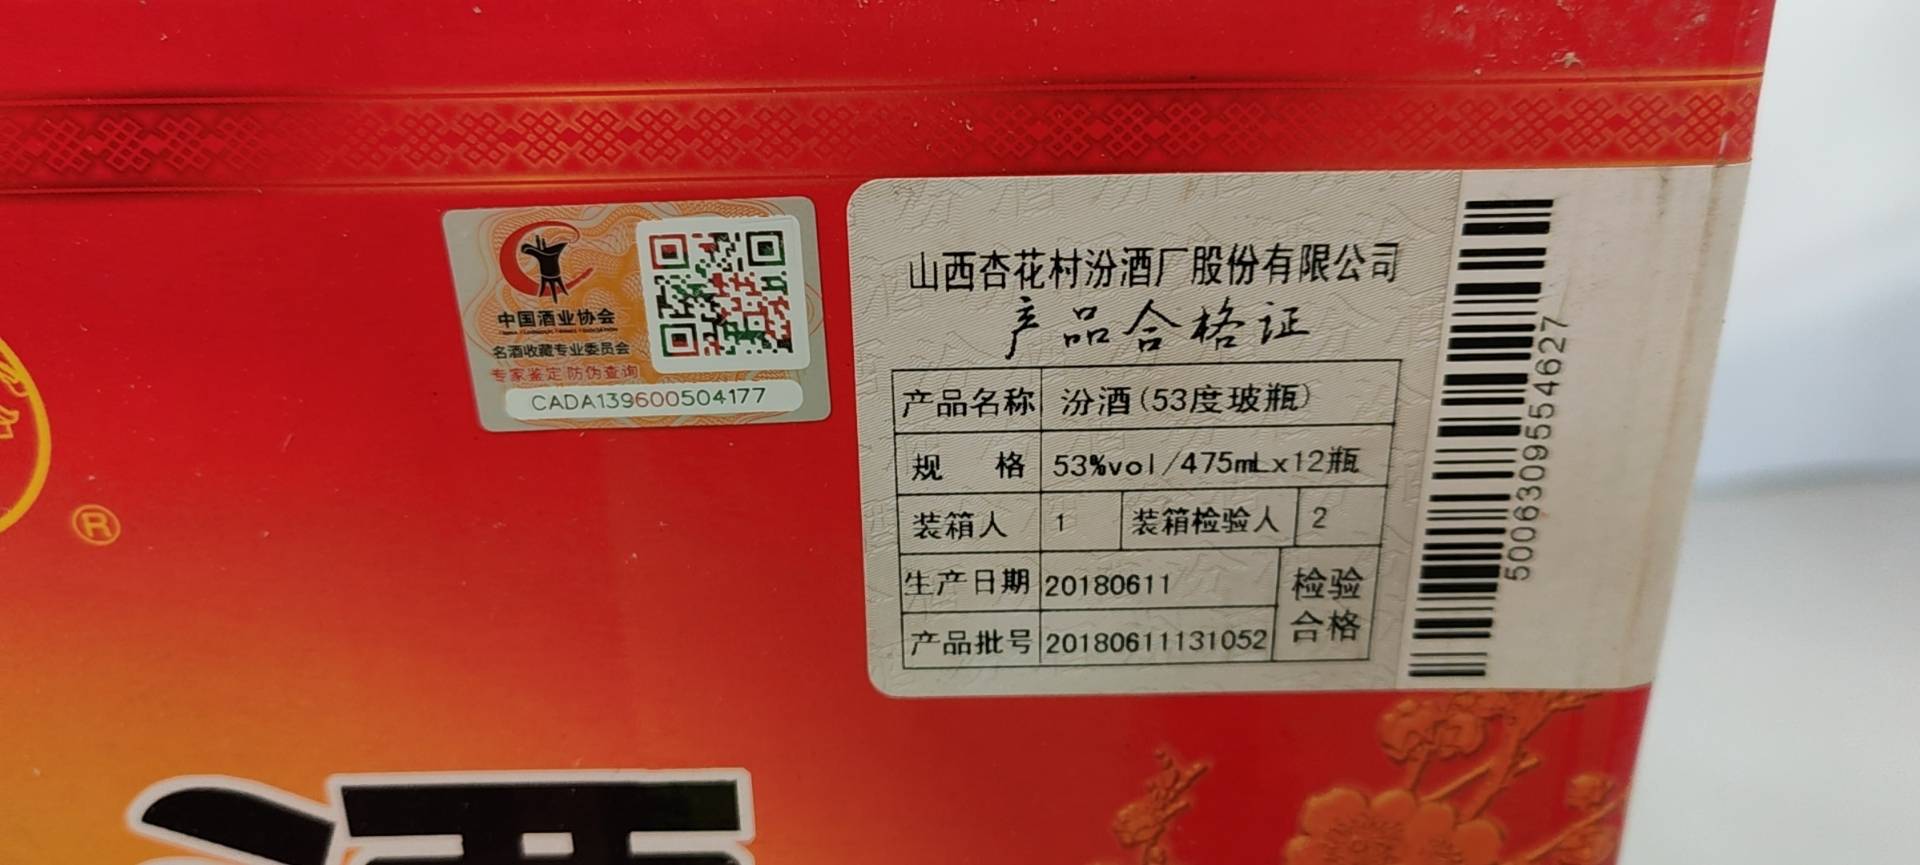 中国酒业协会
名酒收藏专业委员会
专家鉴定 防伪查询
CADA139600504177
山西杏花村汾酒厂股份有限公司
产品合格证
产品名称 汾酒(53度玻瓶)
规 格 53%vol/475mLx12瓶
装箱人 1 装箱检验人 2
生产日期 20180611 检验
产品批号 20180611131052 合格
5006309554627
®